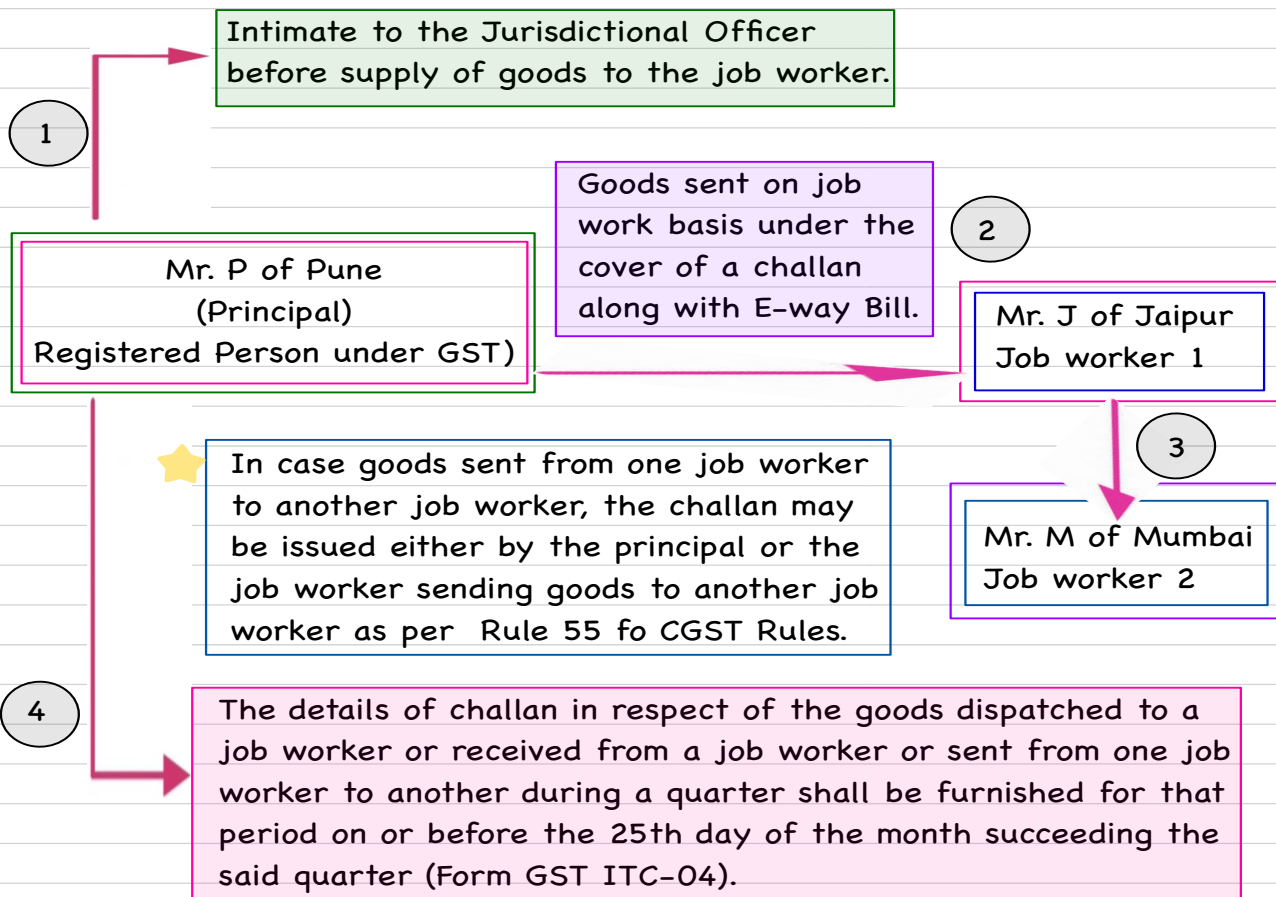 Intimate to the Jurisdictional Officer
before supply of goods to the job worker.
1
Goods sent on job
work basis under the
cover of a challan
along with E-way Bill.
2
Mr. P of Pune
(Principal)
Registered Person under GST)
Mr. J of Jaipur
Job worker 1
3
In case goods sent from one job worker
to another job worker, the challan may
be issued either by the principal or the
job worker sending goods to another job
worker as per Rule 55 fo CGST Rules.
Mr. M of Mumbai
Job worker 2
4
The details of challan in respect of the goods dispatched to a
job worker or received from a job worker or sent from one job
worker to another during a quarter shall be furnished for that
period on or before the 25th day of the month succeeding the
said quarter (Form GST ITC-04).